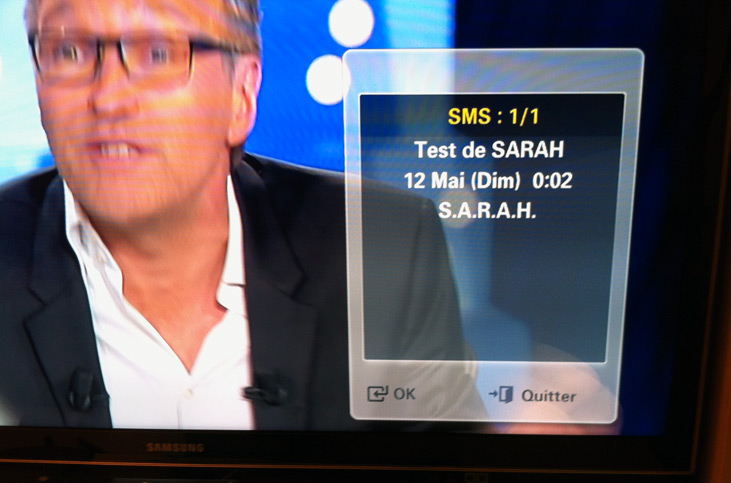 SMS : 1/1
Test de SARAH
12 Mai (Dim) 0:02
S.A.R.A.H.
OK
Quitter
SAMSUNG